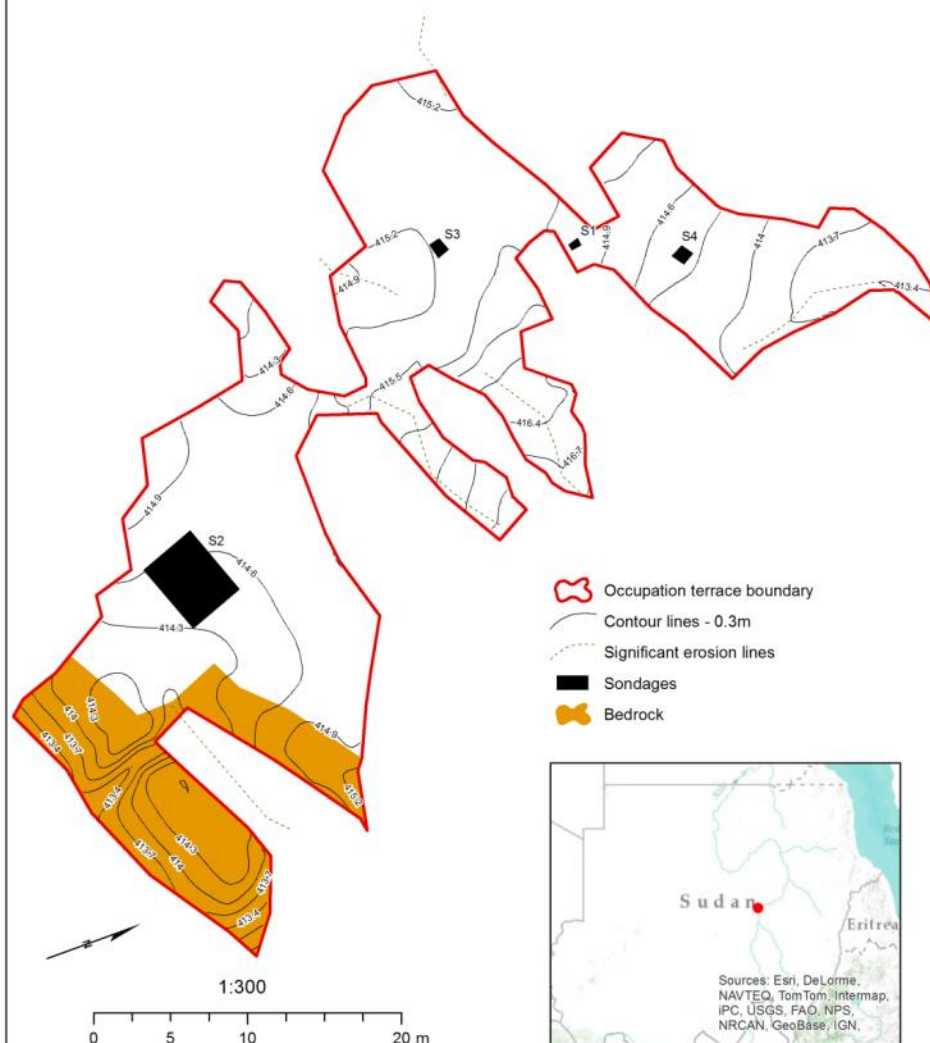 415·2
S1
S3
S4
415·2
414·9
414·9
414·6
414
413·7
413·4
414·3
414·6
415·5
416·4
416·7
414·9
S2
414·6
414·3
414·3
414
413·7
413·4
414·9
415·2
413·4
413·7
414
414·3
413·7
413·4
Occupation terrace boundary
Contour lines - 0.3m
Significant erosion lines
Sondages
Bedrock
N
1:300
0 5 10 20 m
Sudan
Eritrea
Sources: Esri, DeLorme,
NAVTEQ, TomTom, Intermap,
iPC, USGS, FAO, NPS,
NRCAN, GeoBase, IGN,